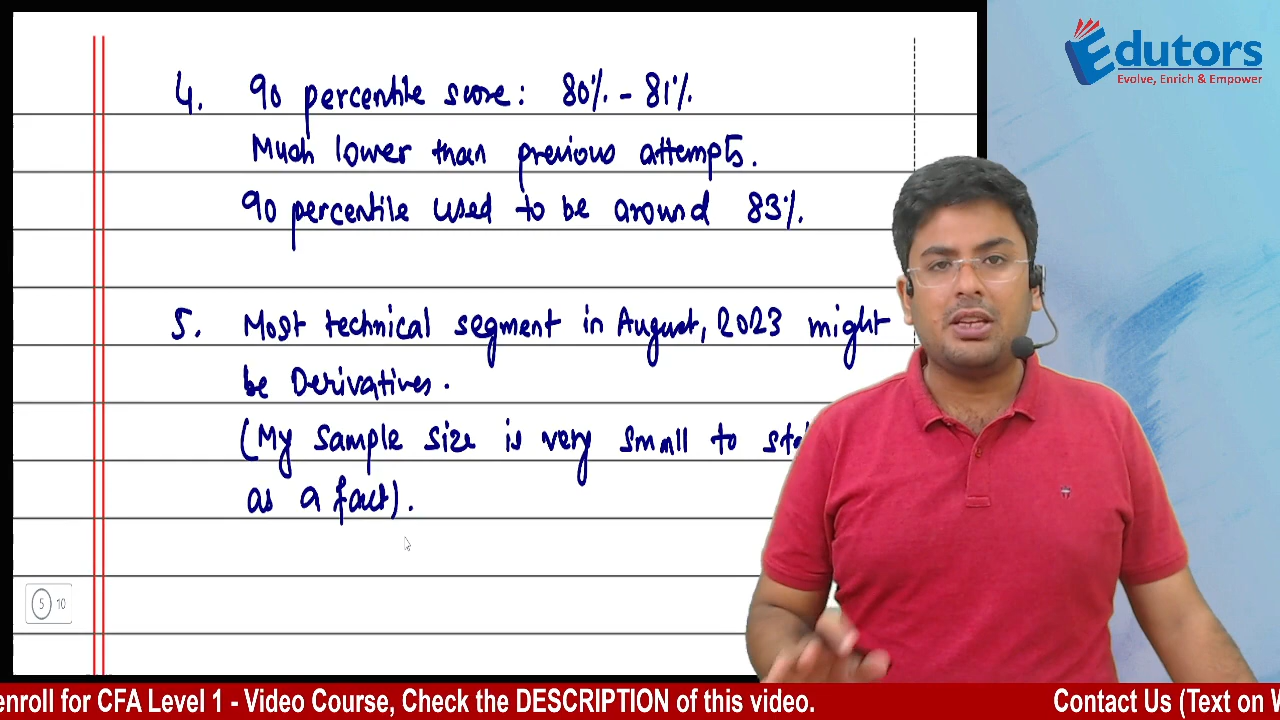 4. 90 percentile score: 80% - 81%
Much lower than previous attempts.
90 percentile used to be around 83%.
5. Most technical segment in August, 2023 might
be Derivatives.
(My sample size is very small to
as a fact).
5 10
Edutors
Evolve, Enrich & Empower
enroll for CFA Level 1 - Video Course, Check the DESCRIPTION of this video.
Contact Us (Text on